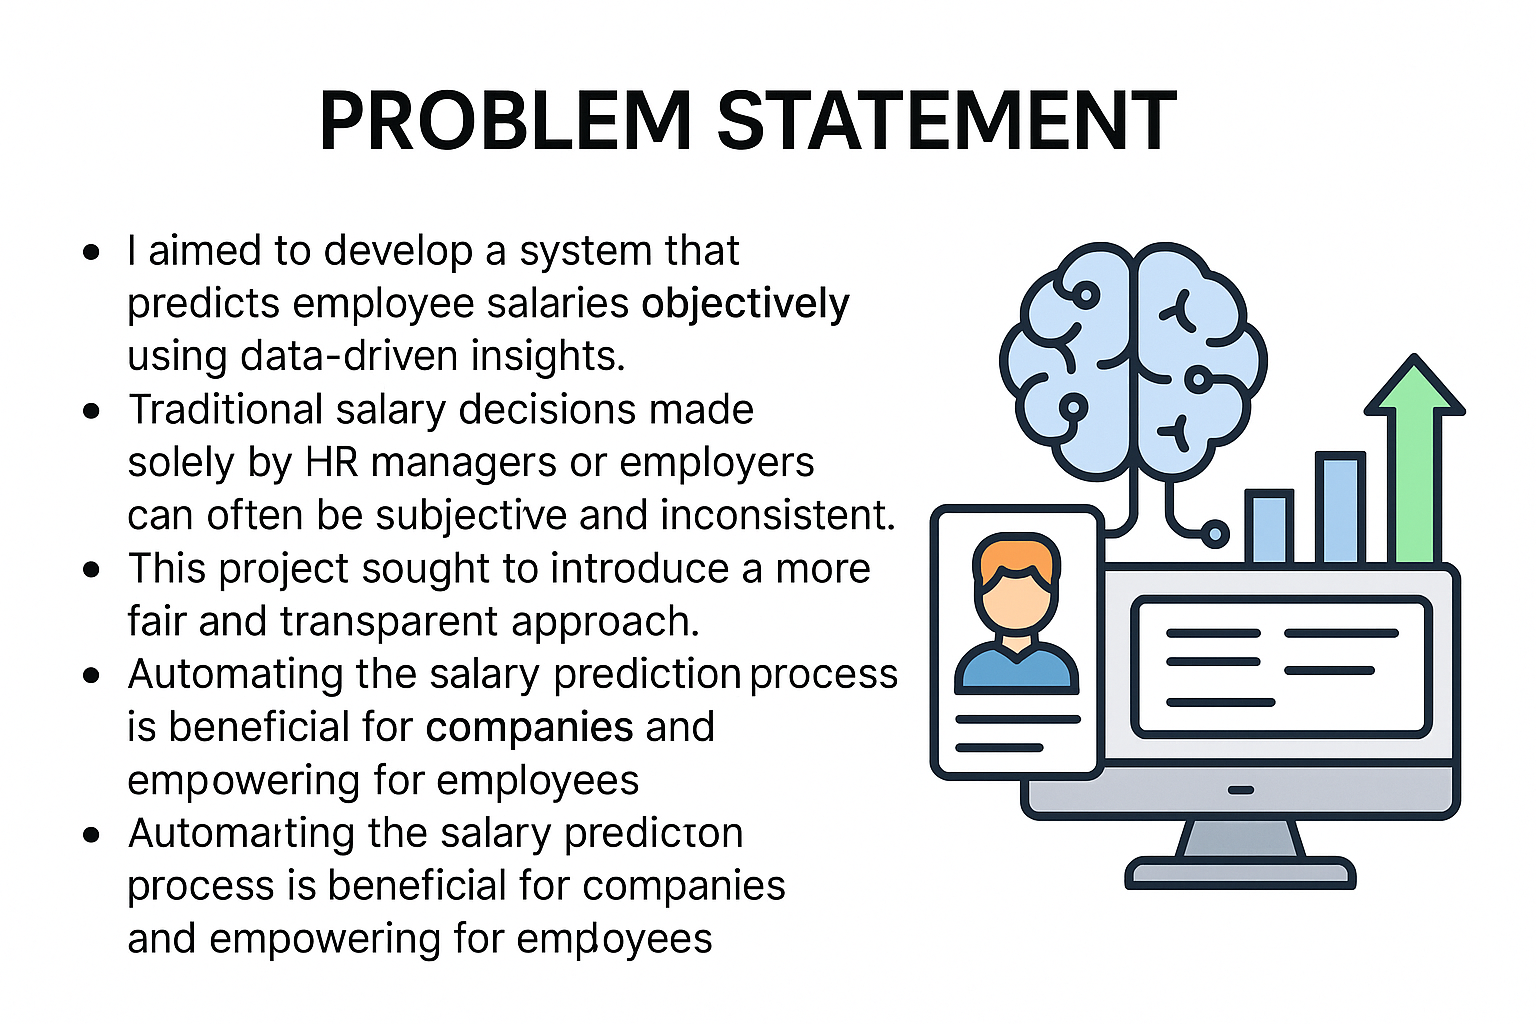 PROBLEM STATEMENT
• I aimed to develop a system that
predicts employee salaries objectively
using data-driven insights.
• Traditional salary decisions made
solely by HR managers or employers
can often be subjective and inconsistent.
• This project sought to introduce a more
fair and transparent approach.
• Automating the salary prediction process
is beneficial for companies and
empowering for employees
• Automarting the salary predicton
process is beneficial for companies
and empowering for employees